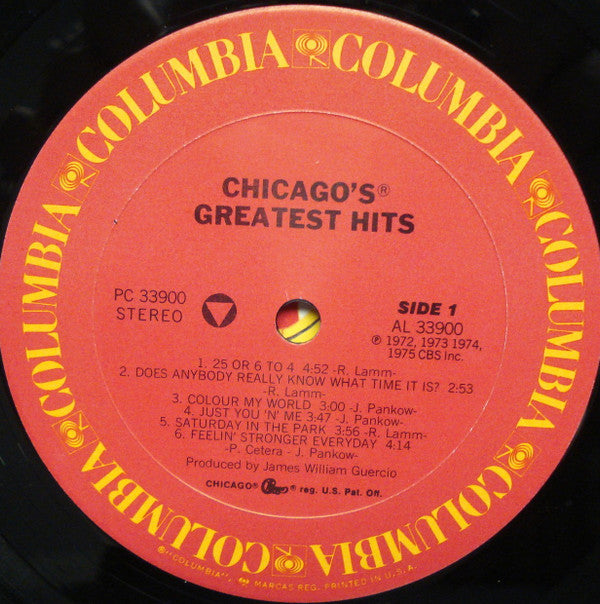 COLUMBIA COLUMBIA COLUMBIA COLUMBIA COLUMBIA COLUMBIA
CHICAGO'S®
GREATEST HITS
PC 33900
STEREO
SIDE 1
AL 33900
℗ 1972, 1973 1974,
1975 CBS Inc.
1. 25 OR 6 TO 4 4:52 -R. Lamm-
2. DOES ANYBODY REALLY KNOW WHAT TIME IT IS? 2:53
-R. Lamm-
3. COLOUR MY WORLD 3:00 -J. Pankow-
4. JUST YOU 'N' ME 3:47 -J. Pankow-
5. SATURDAY IN THE PARK 3:56 -R. Lamm-
6. FEELIN' STRONGER EVERYDAY 4:14
-P. Cetera - J. Pankow-
Produced by James William Guercio
CHICAGO® Chicago® reg. U.S. Pat. Off.
®"COLUMBIA", MARCAS REG. PRINTED IN U.S.A.